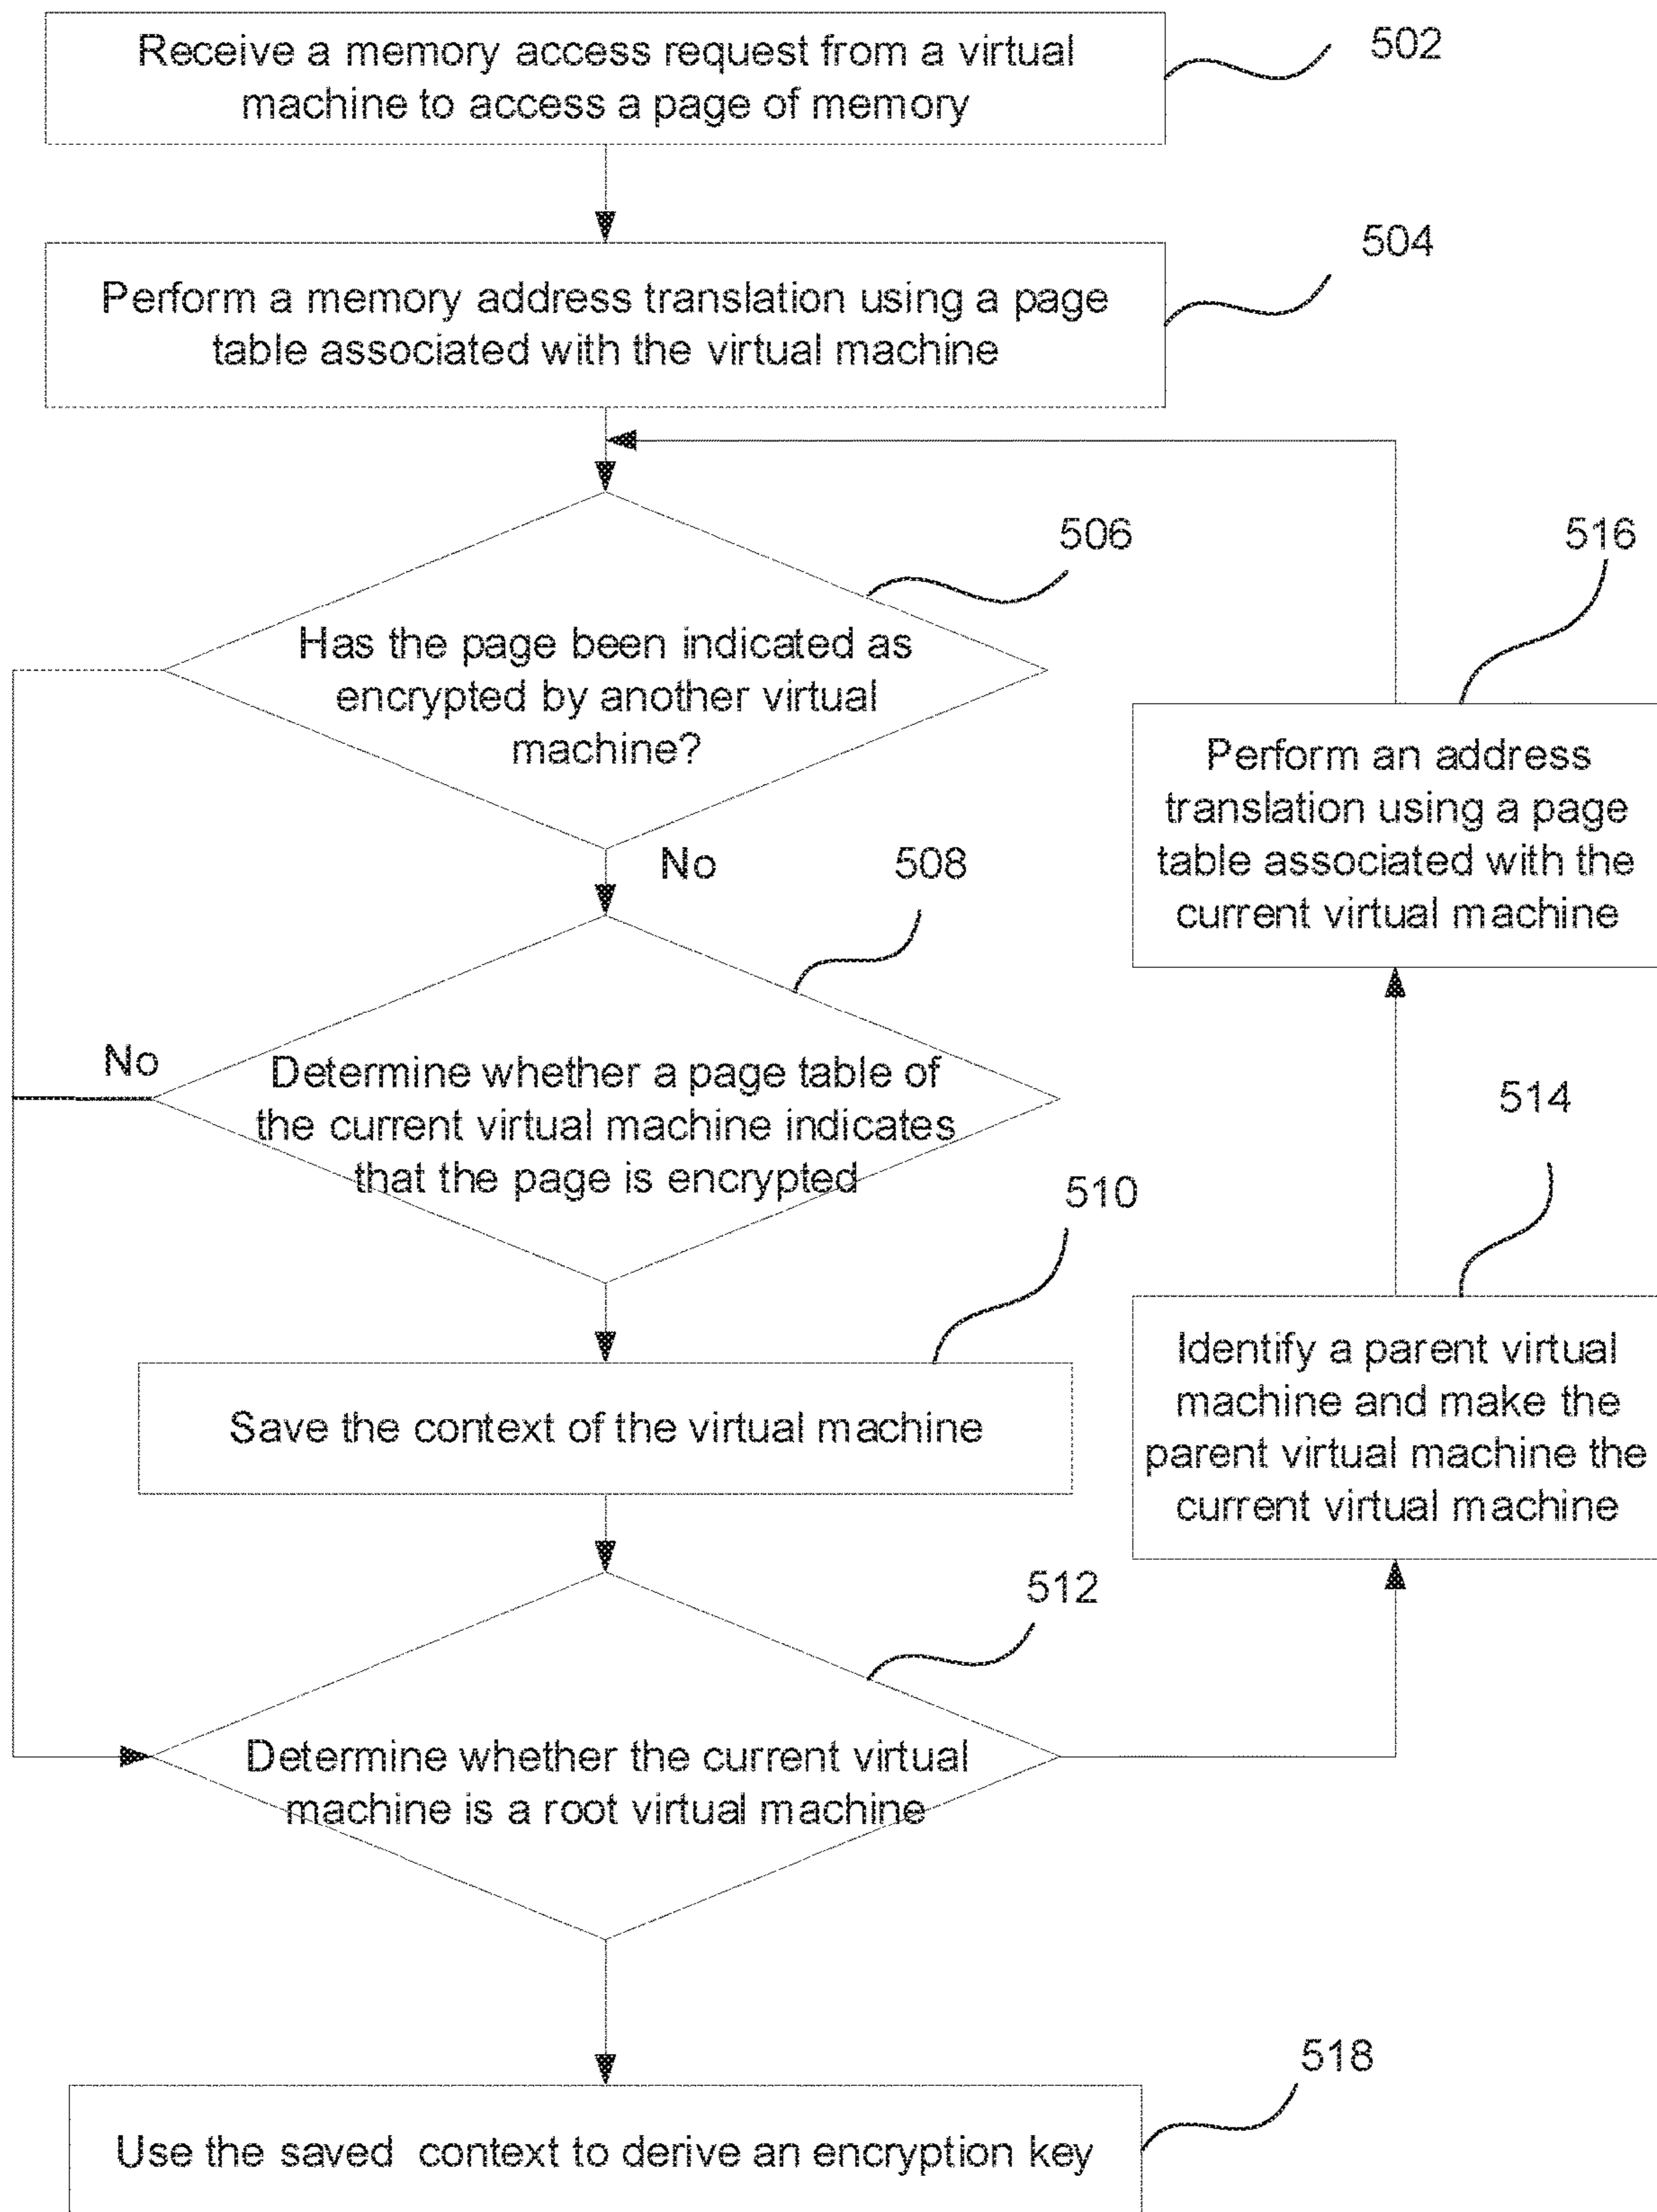 Receive a memory access request from a virtual
machine to access a page of memory
502
Perform a memory address translation using a page
table associated with the virtual machine
504
Has the page been indicated as
encrypted by another virtual
machine?
506
No
508
No
Determine whether a page table of
the current virtual machine indicates
that the page is encrypted
510
Save the context of the virtual machine
512
Determine whether the current virtual
machine is a root virtual machine
514
Identify a parent virtual
machine and make the
parent virtual machine the
current virtual machine
516
Perform an address
translation using a page
table associated with the
current virtual machine
518
Use the saved context to derive an encryption key